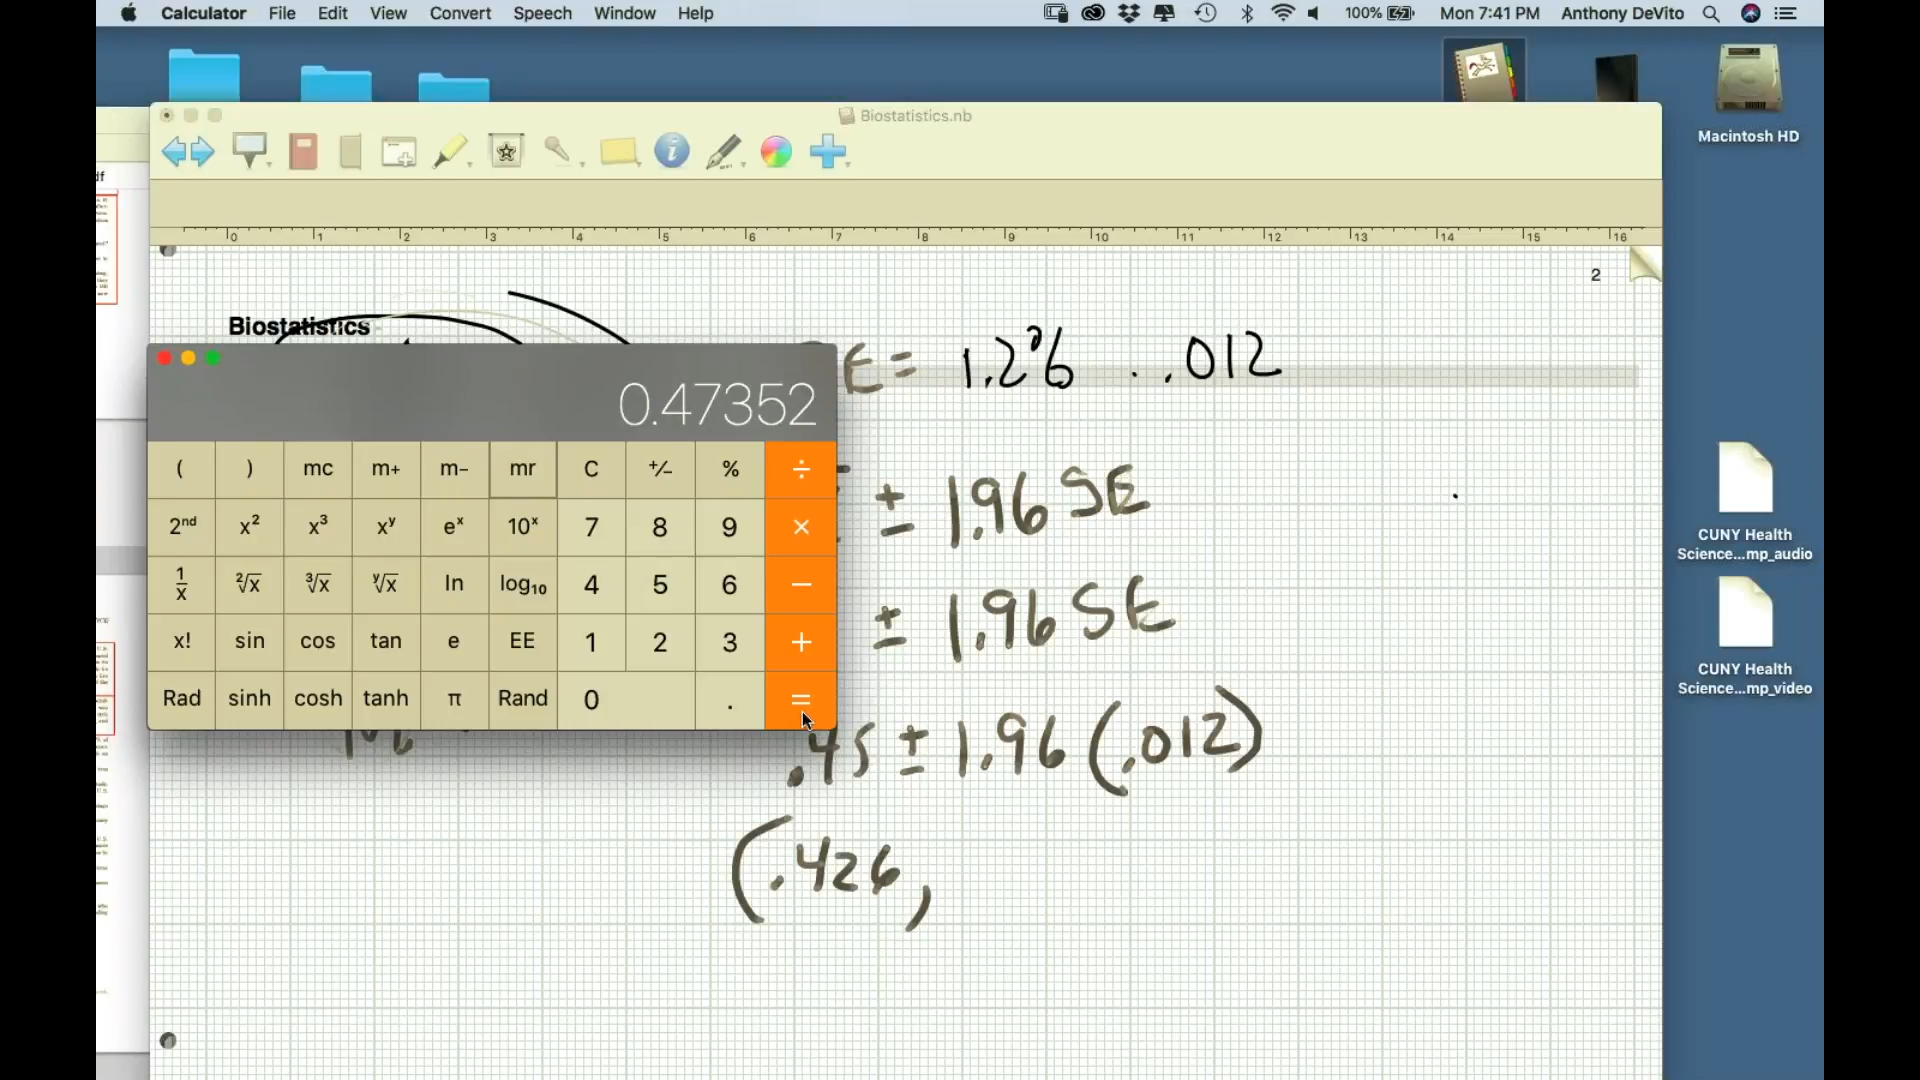 Calculator File Edit View Convert Speech Window Help 100% Mon 7:41 PM Anthony DeVito
Macintosh HD
Biostatistics.nb
df
0 1 2 3 4 5 6 7 8 9 10 11 12 13 14 15 16
2
Biostatistics
E = 1.2% .012
0.47352
( ) mc m+ m- mr C +/- % ÷
2nd x² x³ xʸ eˣ 10ˣ 7 8 9 ×
1/x ²√x ³√x ʸ√x ln log₁₀ 4 5 6 −
x! sin cos tan e EE 1 2 3 +
Rad sinh cosh tanh π Rand 0 . =
± 1.96 SE
± 1.96 SE
.45 ± 1.96 (.012)
(.426,
CUNY Health
Science...mp_audio
CUNY Health
Science...mp_video